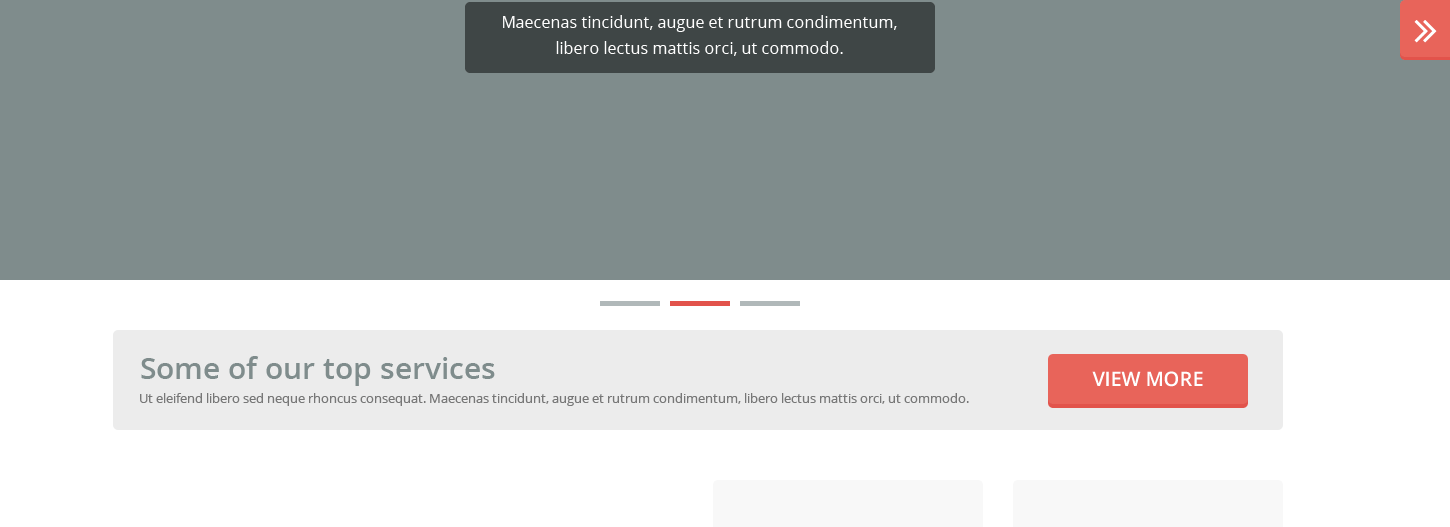 Maecenas tincidunt, augue et rutrum condimentum,
libero lectus mattis orci, ut commodo.
Some of our top services
Ut eleifend libero sed neque rhoncus consequat. Maecenas tincidunt, augue et rutrum condimentum, libero lectus mattis orci, ut commodo.
VIEW MORE